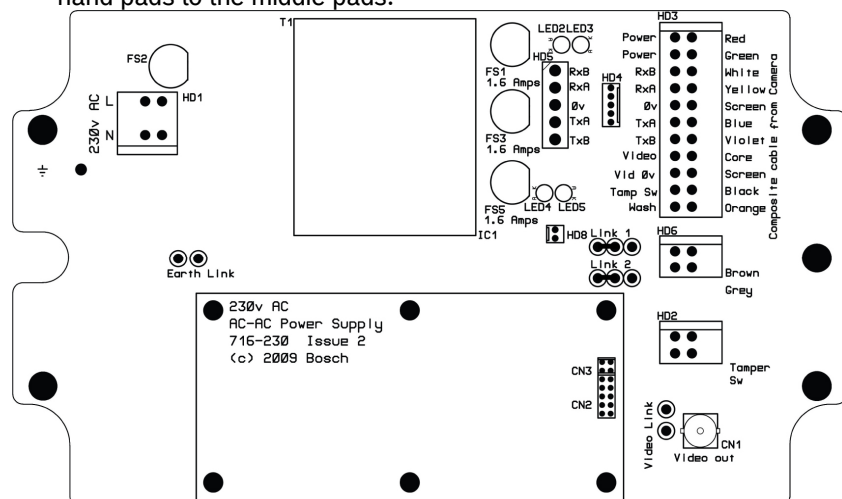 hand pads to the middle pads.
T1
FS2
L
N
230v AC
HD1
LED2 LED3
FS1
1.6 Amps
HD5
RxB
RxA
0v
TxA
TxB
HD4
FS3
1.6 Amps
FS5
1.6 Amps
LED4 LED5
IC1
HD8
Link 1
Link 2
HD3
Power Red
Power Green
RxB White
RxA Yellow
0v Screen
TxA Blue
TxB Violet
Video Core
Vid 0v Screen
Tamp Sw Black
Wash Orange
Composite cable from Camera
HD6
Brown
Grey
Earth Link
230v AC
AC-AC Power Supply
716-230 Issue 2
(c) 2009 Bosch
CN3
CN2
HD2
Tamper
Sw
Video Link
CN1
Video out